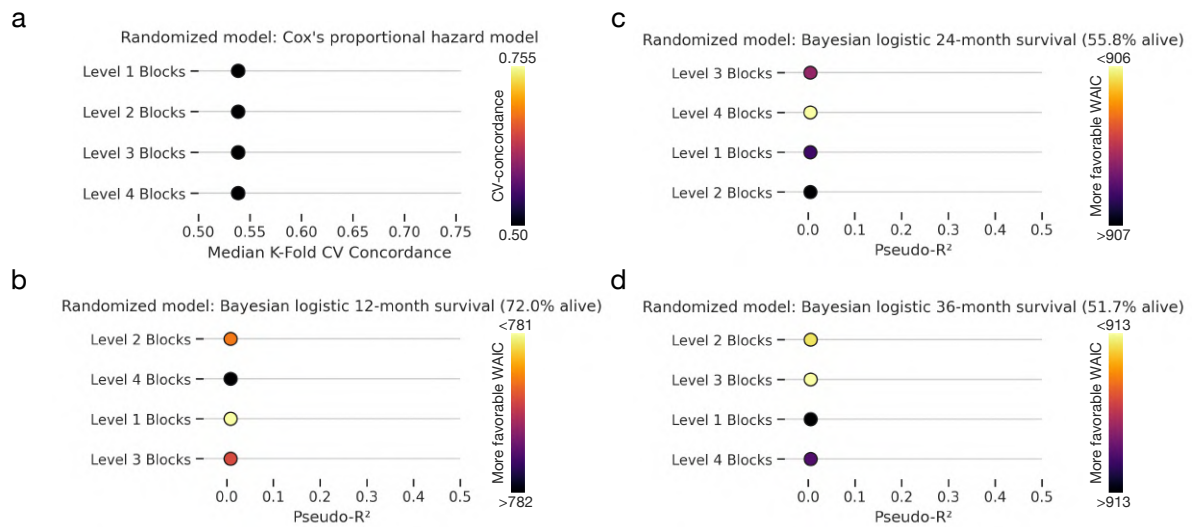 a
Randomized model: Cox's proportional hazard model
Level 1 Blocks
Level 2 Blocks
Level 3 Blocks
Level 4 Blocks
0.50 0.55 0.60 0.65 0.70 0.75
Median K-Fold CV Concordance
0.755
CV-concordance
0.50
b
Randomized model: Bayesian logistic 12-month survival (72.0% alive)
Level 2 Blocks
Level 4 Blocks
Level 1 Blocks
Level 3 Blocks
0.0 0.1 0.2 0.3 0.4 0.5
Pseudo-R²
<781
More favorable WAIC
>782
c
Randomized model: Bayesian logistic 24-month survival (55.8% alive)
Level 3 Blocks
Level 4 Blocks
Level 1 Blocks
Level 2 Blocks
0.0 0.1 0.2 0.3 0.4 0.5
Pseudo-R²
<906
More favorable WAIC
>907
d
Randomized model: Bayesian logistic 36-month survival (51.7% alive)
Level 2 Blocks
Level 3 Blocks
Level 1 Blocks
Level 4 Blocks
0.0 0.1 0.2 0.3 0.4 0.5
Pseudo-R²
<913
More favorable WAIC
>913